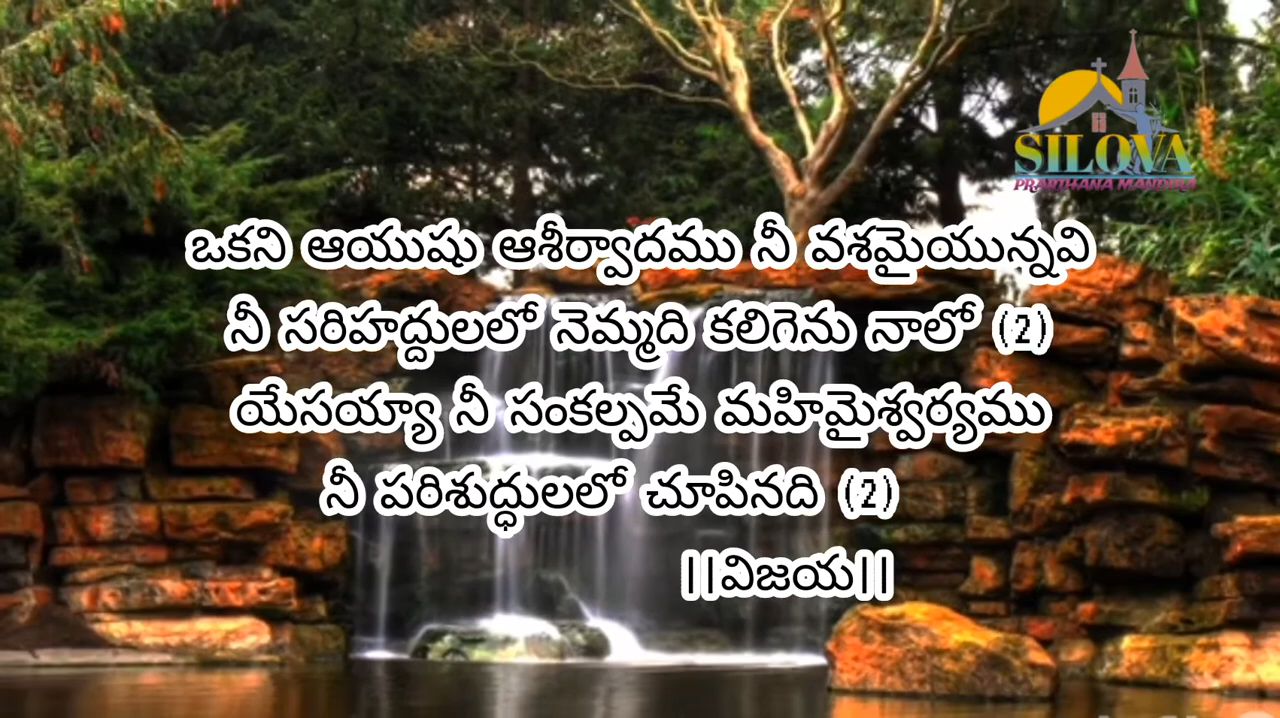 SILOVA
PRARTHANA MANDIRA
ఒకని ఆయుషు ఆశీర్వాదము నీ వశమైయున్నవి
నీ సరిహద్దులలో నెమ్మది కలిగెను నాలో (2)
యేసయ్యా నీ సంకల్పమే మహిమైశ్వర్యము
నీ పరిశుద్ధులలో చూపినది (2)
||విజయ||